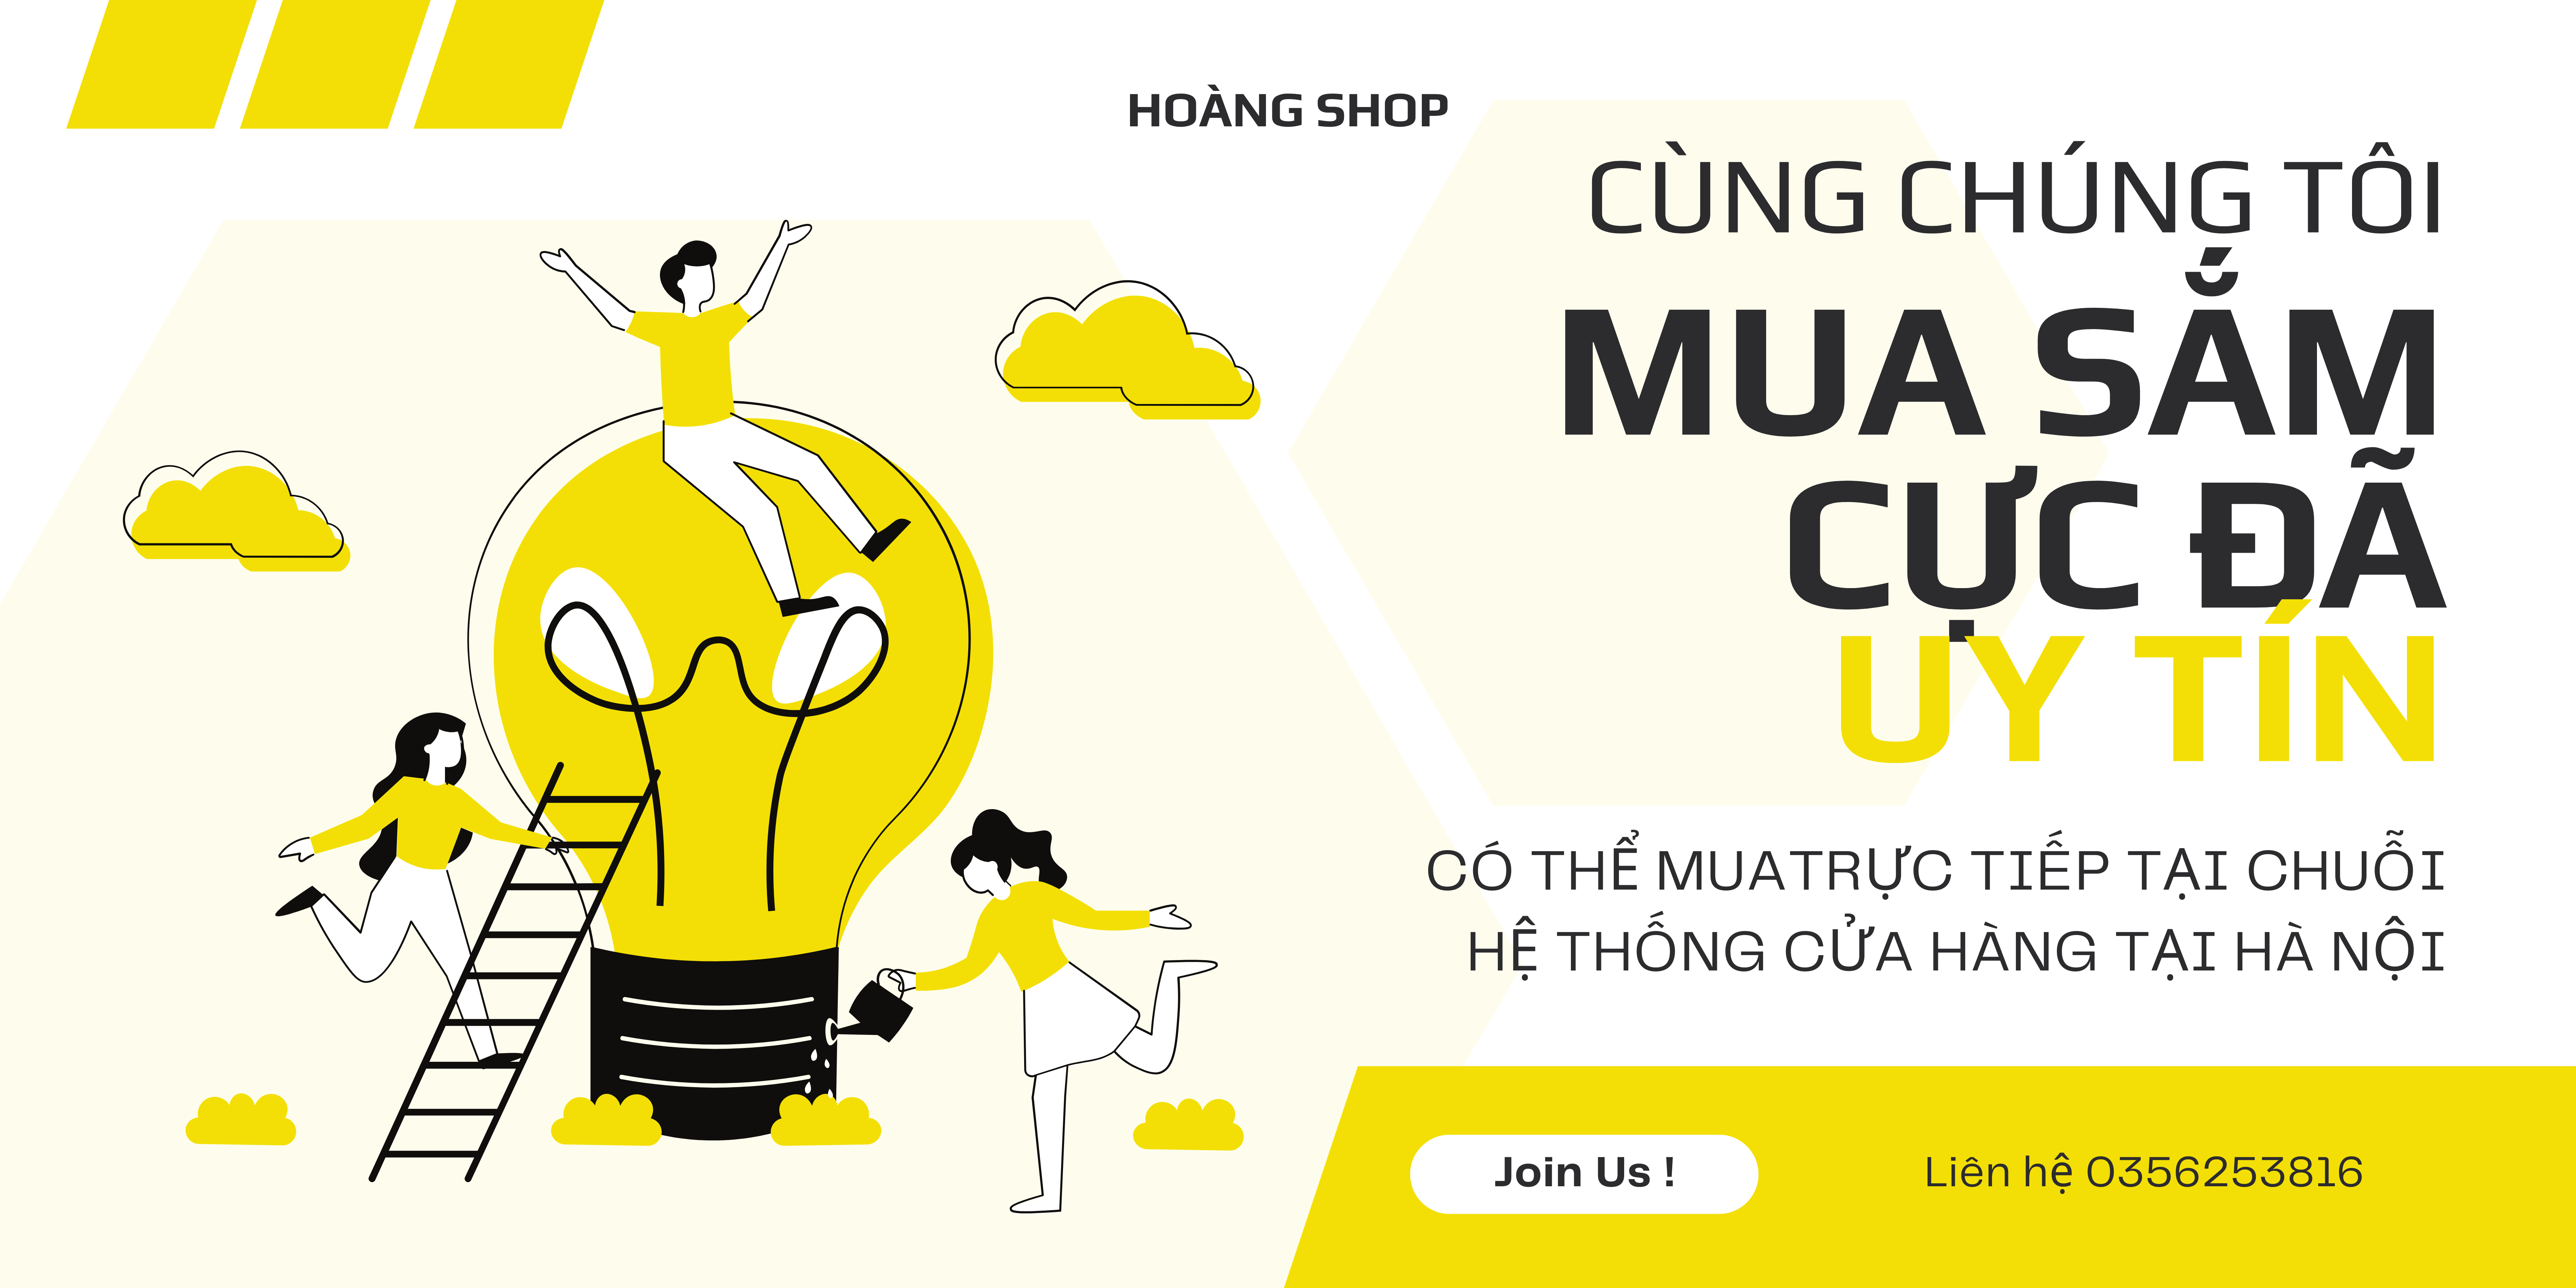 HOÀNG SHOP
CÙNG CHÚNG TÔI
MUA SẮM
CỰC ĐÃ
UY TÍN
CÓ THỂ MUATRỰC TIẾP TẠI CHUỖI
HỆ THỐNG CỬA HÀNG TẠI HÀ NỘI
Join Us !
Liên hệ 0356253816